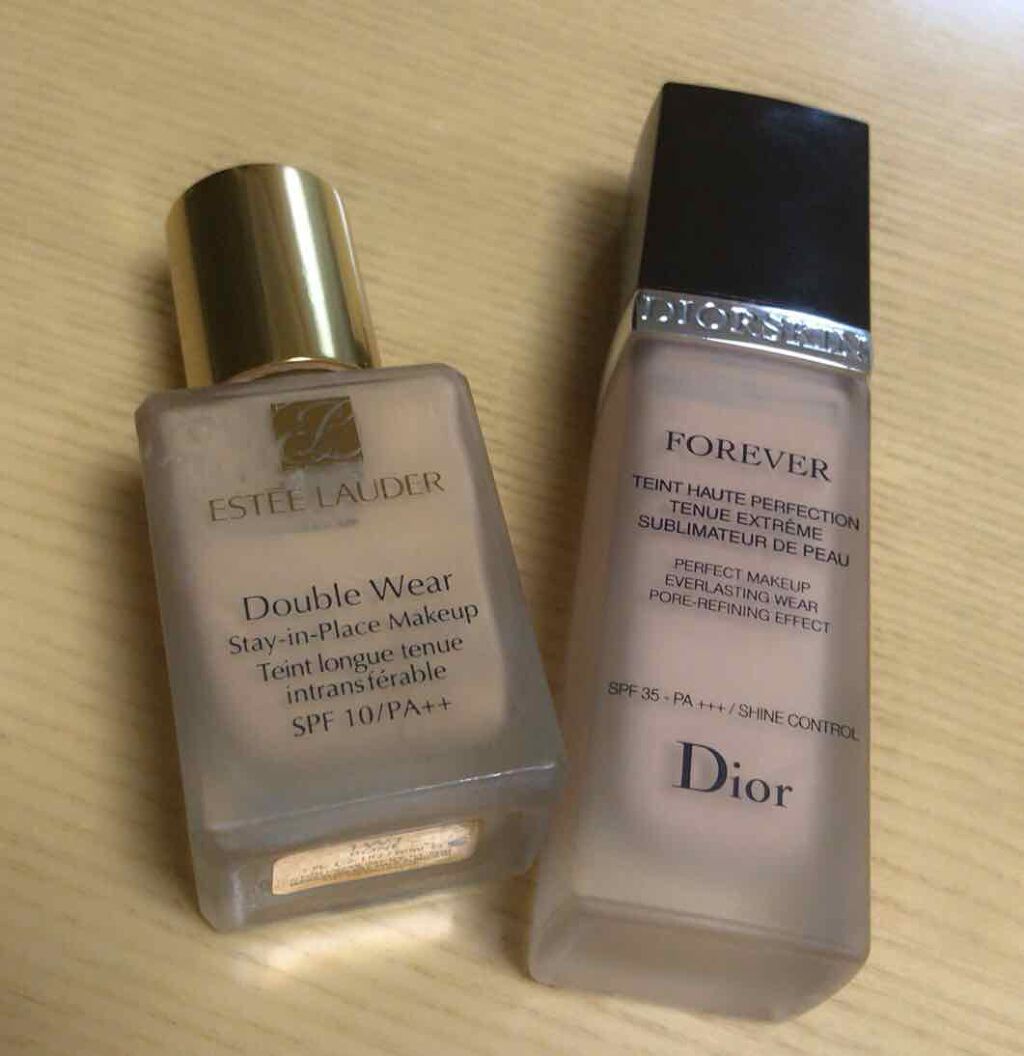 ESTĒE LAUDER
Double Wear
Stay-in-Place Makeup
Teint longue tenue
intransférable
SPF 10/PA++
DIORSKIN
FOREVER
TEINT HAUTE PERFECTION
TENUE EXTRÊME
SUBLIMATEUR DE PEAU
PERFECT MAKEUP
EVERLASTING WEAR
PORE-REFINING EFFECT
SPF 35 - PA +++ / SHINE CONTROL
Dior